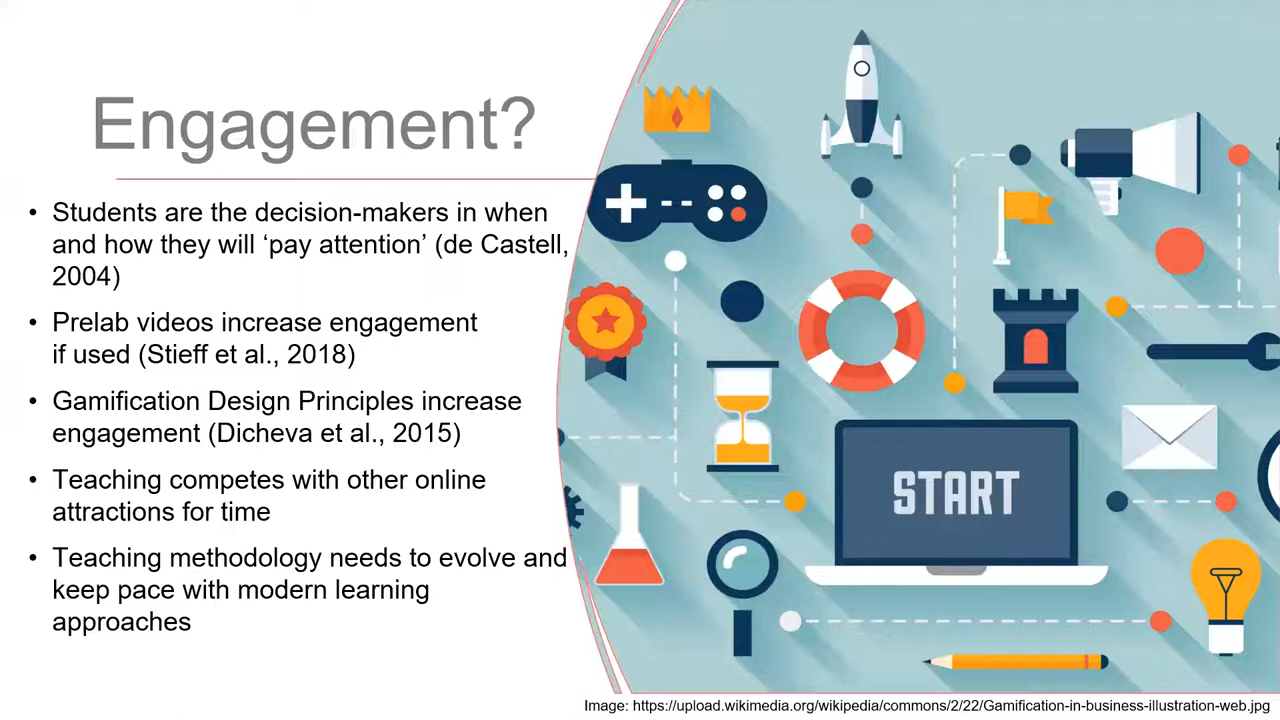 Engagement?
• Students are the decision-makers in when
and how they will ‘pay attention’ (de Castell,
2004)
• Prelab videos increase engagement
if used (Stieff et al., 2018)
• Gamification Design Principles increase
engagement (Dicheva et al., 2015)
• Teaching competes with other online
attractions for time
• Teaching methodology needs to evolve and
keep pace with modern learning
approaches
START
Image: https://upload.wikimedia.org/wikipedia/commons/2/22/Gamification-in-business-illustration-web.jpg